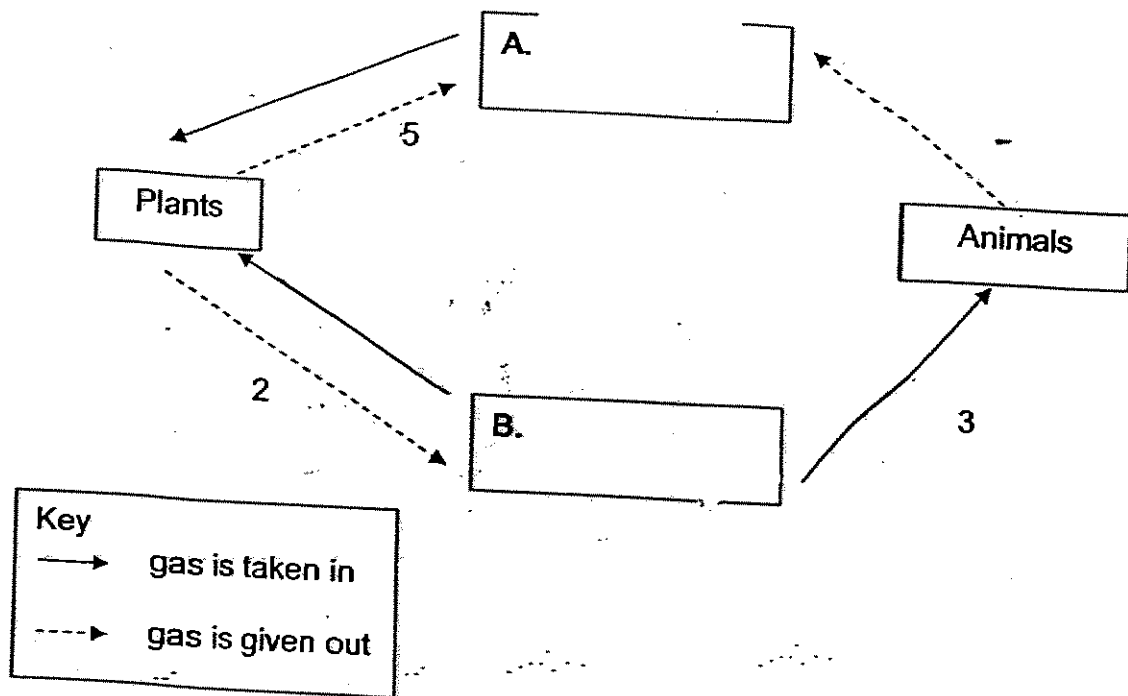 A.
5
Plants
Animals
2
B.
3
Key
gas is taken in
gas is given out